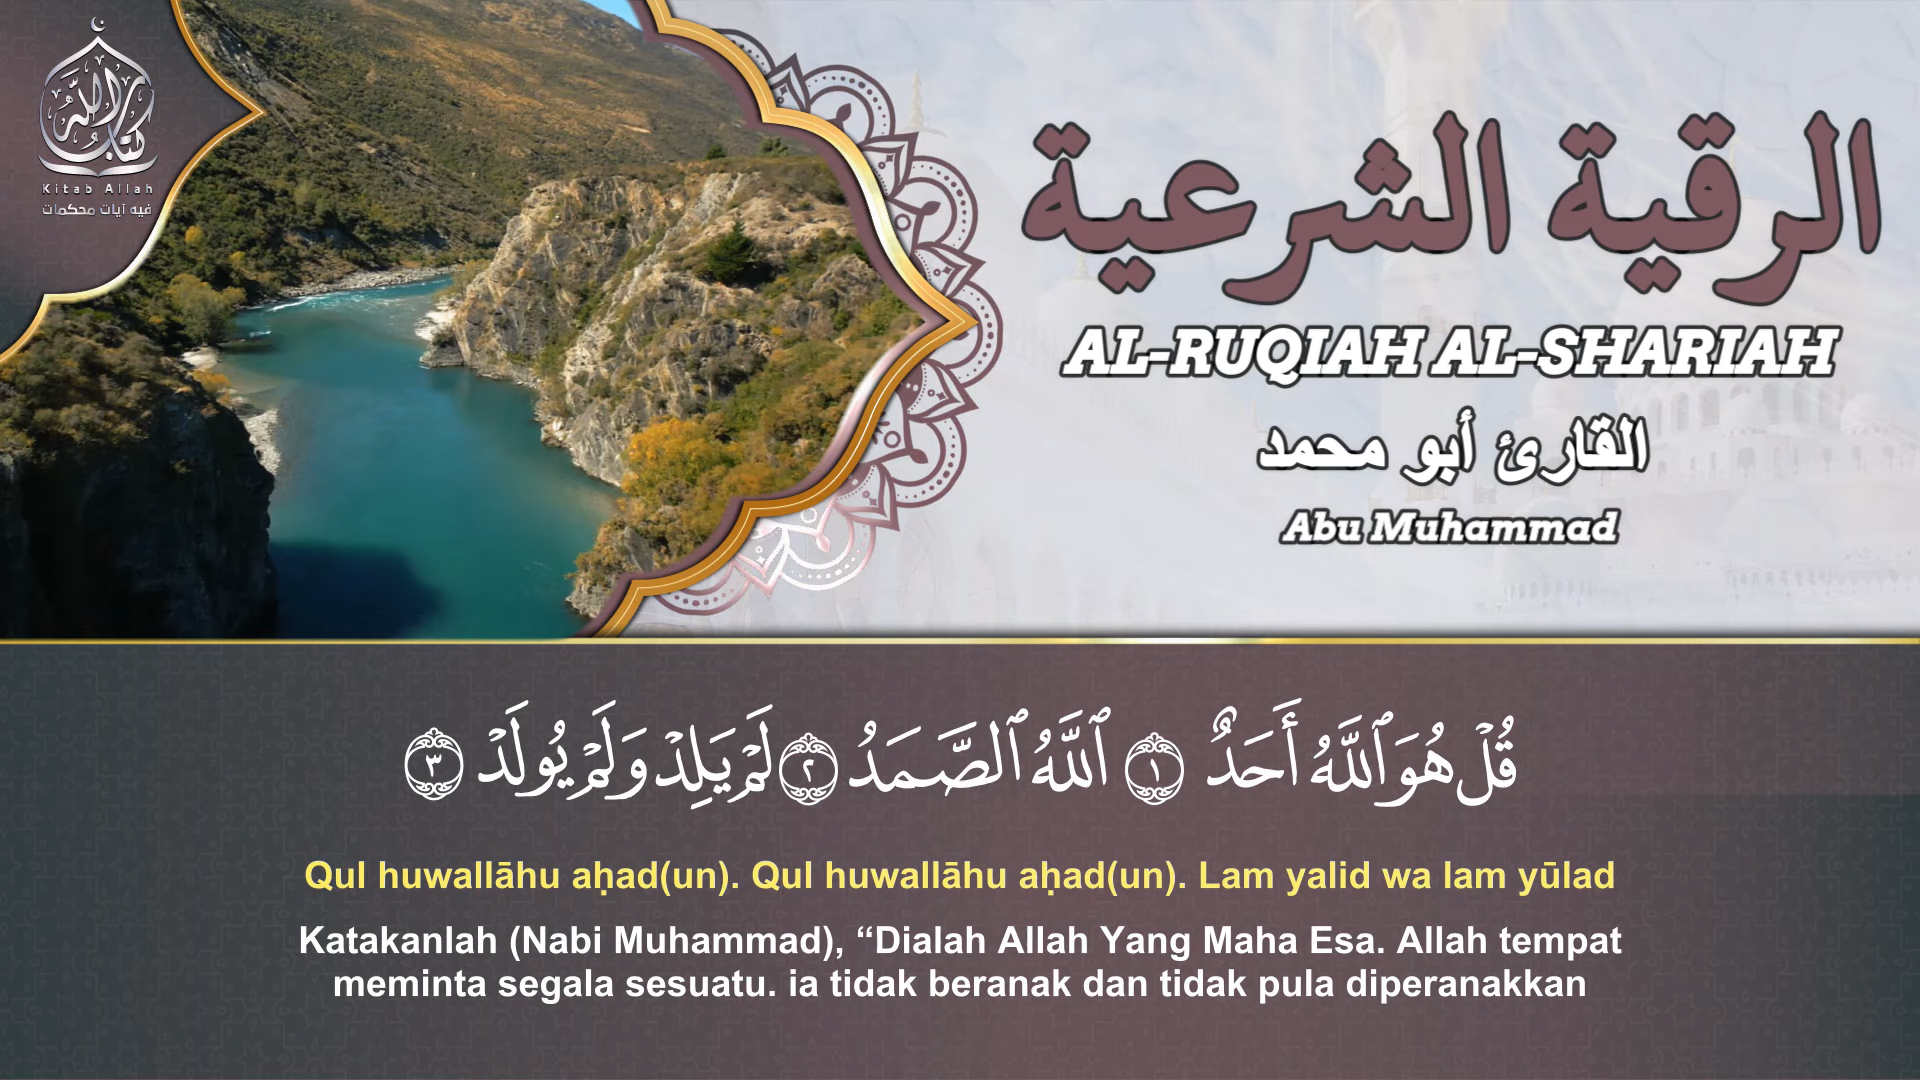 كتاب الله
Kitab Allah
فيه آيات محكمات
الرقية الشرعية
AL-RUQIAH AL-SHARIAH
القارئ أبو محمد
Abu Muhammad
قُلۡ هُوَ ٱللَّهُ أَحَدٌ ١ ٱللَّهُ ٱلصَّمَدُ ٢ لَمۡ يَلِدۡ وَلَمۡ يُولَدۡ ٣
Qul huwallāhu aḥad(un). Qul huwallāhu aḥad(un). Lam yalid wa lam yūlad
Katakanlah (Nabi Muhammad), “Dialah Allah Yang Maha Esa. Allah tempat
meminta segala sesuatu. ia tidak beranak dan tidak pula diperanakkan